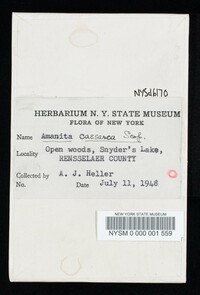 NYSd6170
HERBARIUM N. Y. STATE MUSEUM
FLORA OF NEW YORK
Name Amanita caesarea Scop.
Locality Open woods, Snyder's Lake,
RENSSELAER COUNTY
Collected by A. J. Heller
No. Date July 11, 1948
NEW YORK STATE MUSEUM
NYSM 0 000 001 559